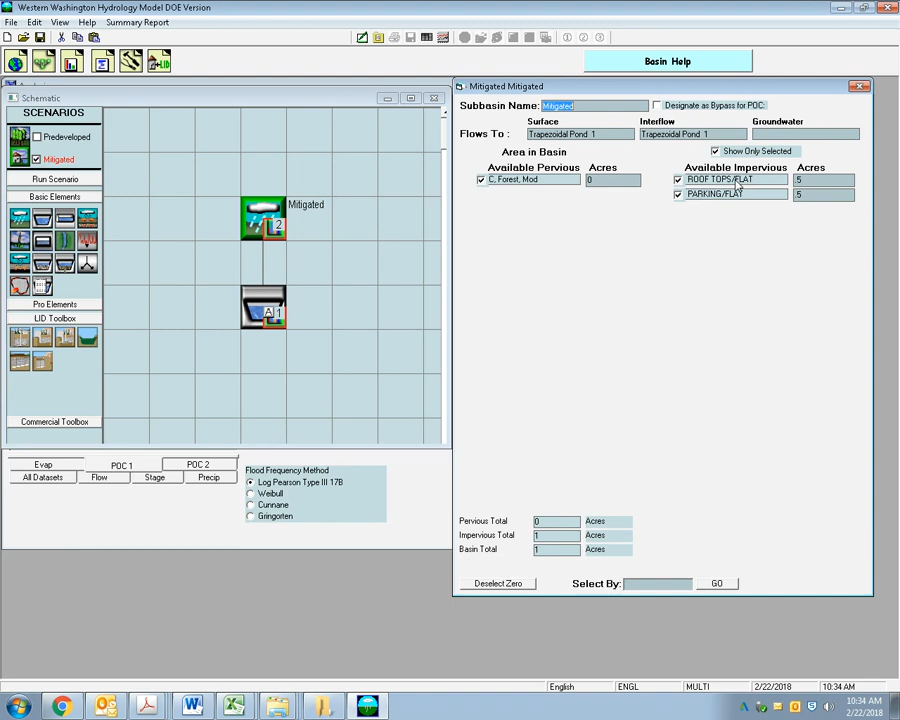 Western Washington Hydrology Model DOE Version
File Edit View Help Summary Report
Basin Help
Schematic
SCENARIOS
Predeveloped
Mitigated
Run Scenario
Basic Elements
Pro Elements
LID Toolbox
Commercial Toolbox
Mitigated
2
A 1
Mitigated Mitigated
Subbasin Name: Mitigated Designate as Bypass for POC:
Surface Interflow Groundwater
Flows To : Trapezoidal Pond 1 Trapezoidal Pond 1
Area in Basin Show Only Selected
Available Pervious Acres Available Impervious Acres
C, Forest, Mod 0 ROOF TOPS/FLAT .5
PARKING/FLAT .5
Pervious Total 0 Acres
Impervious Total 1 Acres
Basin Total 1 Acres
Deselect Zero Select By: GO
Evap POC 1 POC 2
All Datasets Flow Stage Precip
Flood Frequency Method
Log Pearson Type III 17B
Weibull
Cunnane
Gringorten
English ENGL MULTI 2/22/2018 10:34 AM
10:34 AM
2/22/2018